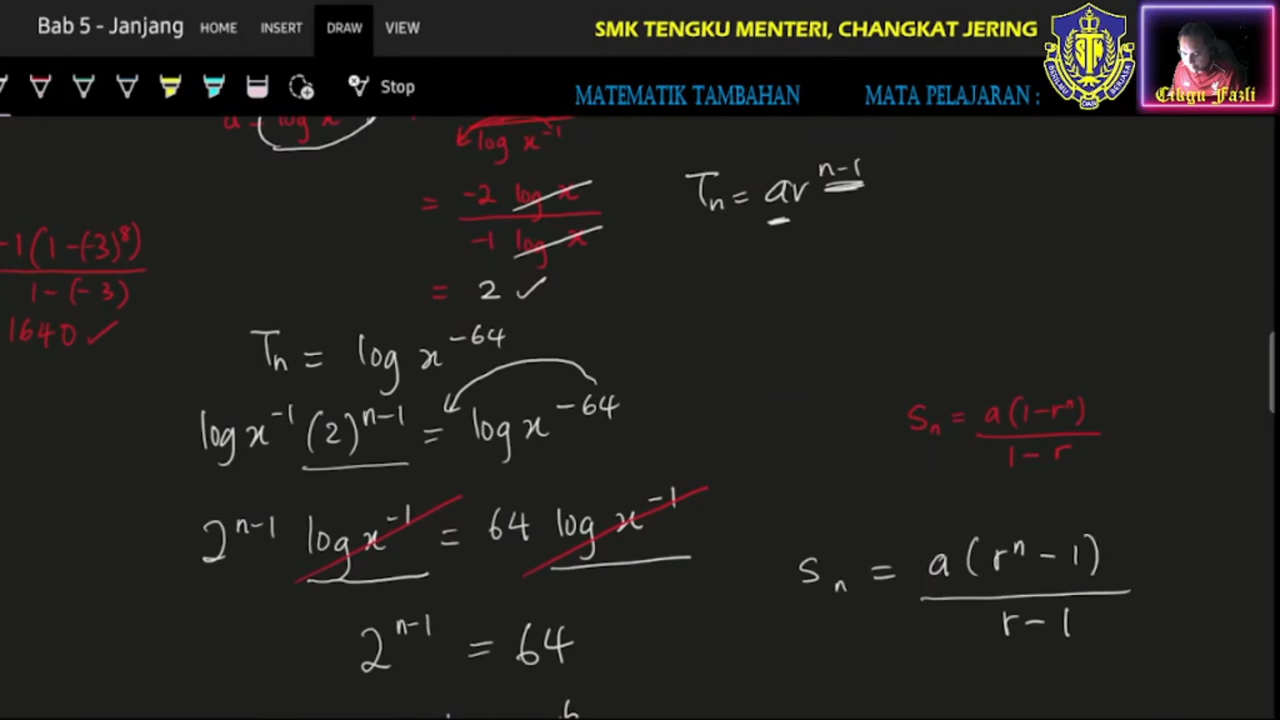 Bab 5 - Janjang HOME INSERT DRAW VIEW
SMK TENGKU MENTERI, CHANGKAT JERING
Stop
MATEMATIK TAMBAHAN MATA PELAJARAN :
Cikgu Fazli
log x
log x⁻¹
= -2 log x / -1 log x
= 2 ✓
Tₙ = arⁿ⁻¹
-1(1-(-3)⁸) / 1-(-3)
1640 ✓
Tₙ = log x⁻⁶⁴
log x⁻¹ (2)ⁿ⁻¹ = log x⁻⁶⁴
2ⁿ⁻¹ log x⁻¹ = 64 log x⁻¹
2ⁿ⁻¹ = 64
Sₙ = a(1-rⁿ) / 1-r
Sₙ = a(rⁿ - 1) / r-1